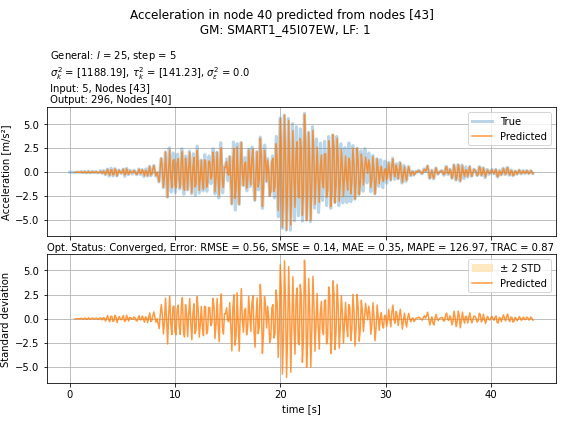 Acceleration in node 40 predicted from nodes [43]
GM: SMART1_45I07EW, LF: 1
General: l = 25, step = 5
σ²ₖ = [1188.19], τ²ₖ = [141.23], σ²ε = 0.0
Input: 5, Nodes [43]
Output: 296, Nodes [40]
Acceleration [m/s²]
5.0
2.5
0.0
−2.5
−5.0
True
Predicted
Opt. Status: Converged, Error: RMSE = 0.56, SMSE = 0.14, MAE = 0.35, MAPE = 126.97, TRAC = 0.87
Standard deviation
5.0
2.5
0.0
−2.5
−5.0
± 2 STD
Predicted
0 10 20 30 40
time [s]